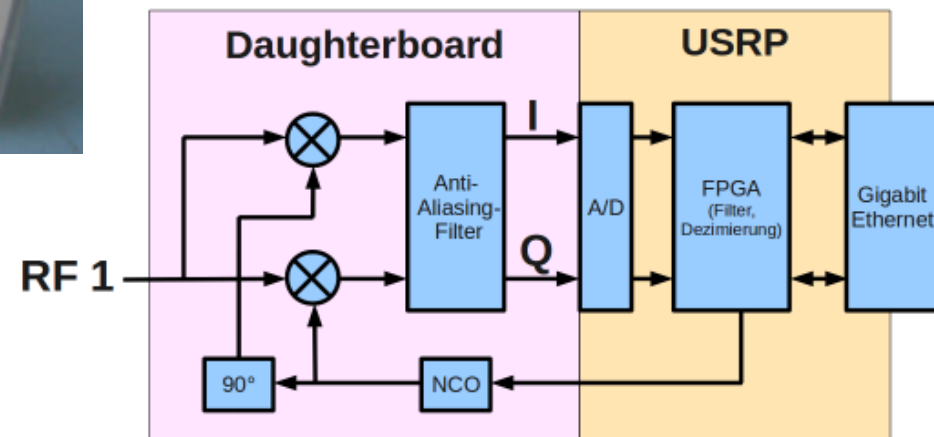 Daughterboard
USRP
I
Anti-
Aliasing-
Filter
A/D
FPGA
(Filter,
Dezimierung)
Gigabit
Ethernet
Q
RF 1
90°
NCO